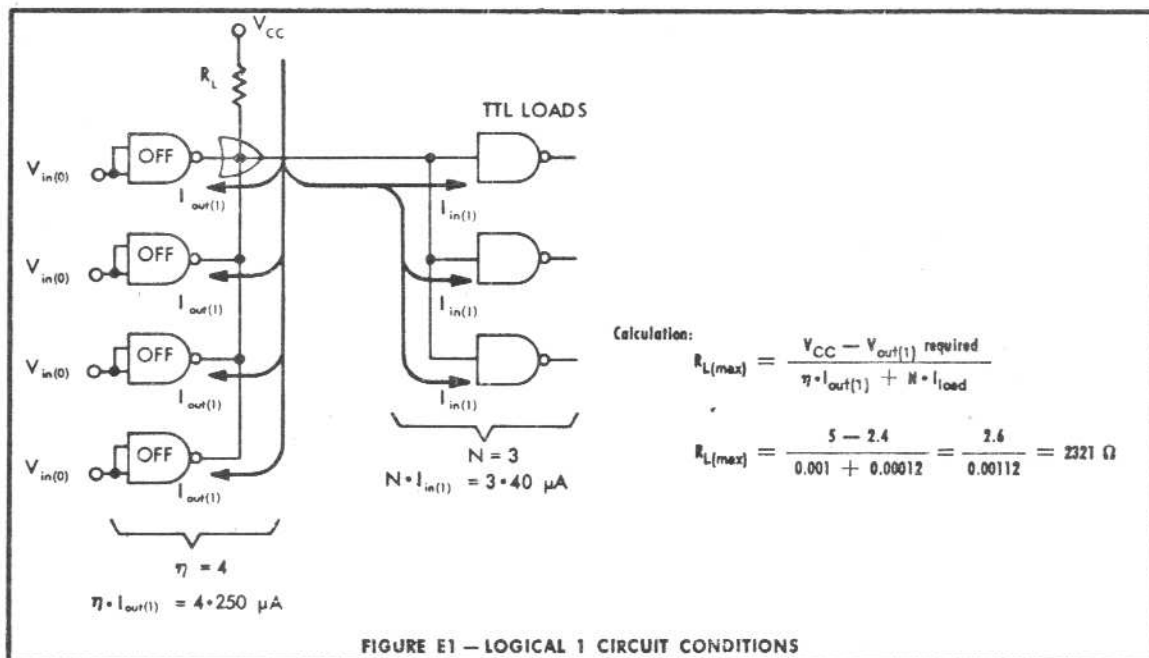 V_CC
R_L
TTL LOADS
V_in(0)
OFF
I_out(1)
I_in(1)
V_in(0)
OFF
I_out(1)
I_in(1)
V_in(0)
OFF
I_out(1)
I_in(1)
V_in(0)
OFF
I_out(1)
N = 3
N • I_in(1) = 3 • 40 μA
η = 4
η • I_out(1) = 4 • 250 μA
Calculation:
R_L(max) = (V_CC − V_out(1) required) / (η • I_out(1) + N • I_load)
R_L(max) = (5 − 2.4) / (0.001 + 0.00012) = 2.6 / 0.00112 = 2321 Ω
FIGURE E1 — LOGICAL 1 CIRCUIT CONDITIONS